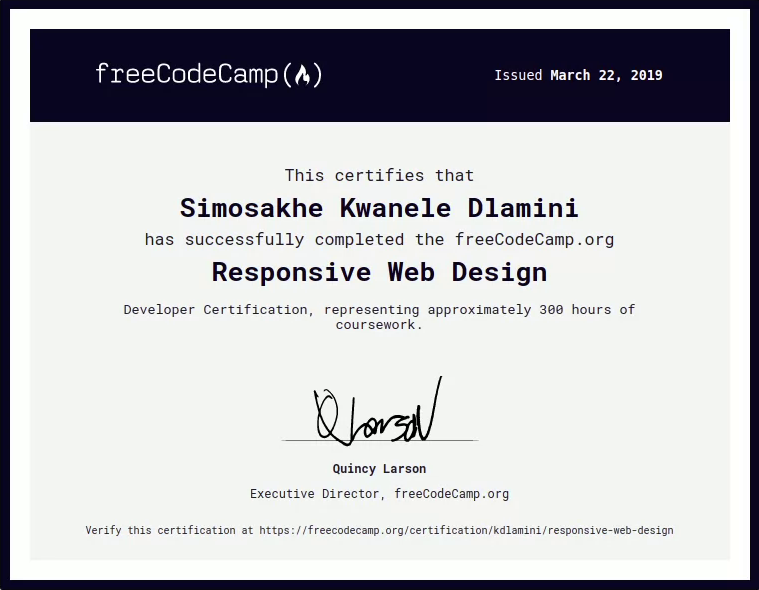 freeCodeCamp
Issued March 22, 2019
This certifies that
Simosakhe Kwanele Dlamini
has successfully completed the freeCodeCamp.org
Responsive Web Design
Developer Certification, representing approximately 300 hours of
coursework.
Q Larson
Quincy Larson
Executive Director, freeCodeCamp.org
Verify this certification at https://freecodecamp.org/certification/kdlamini/responsive-web-design